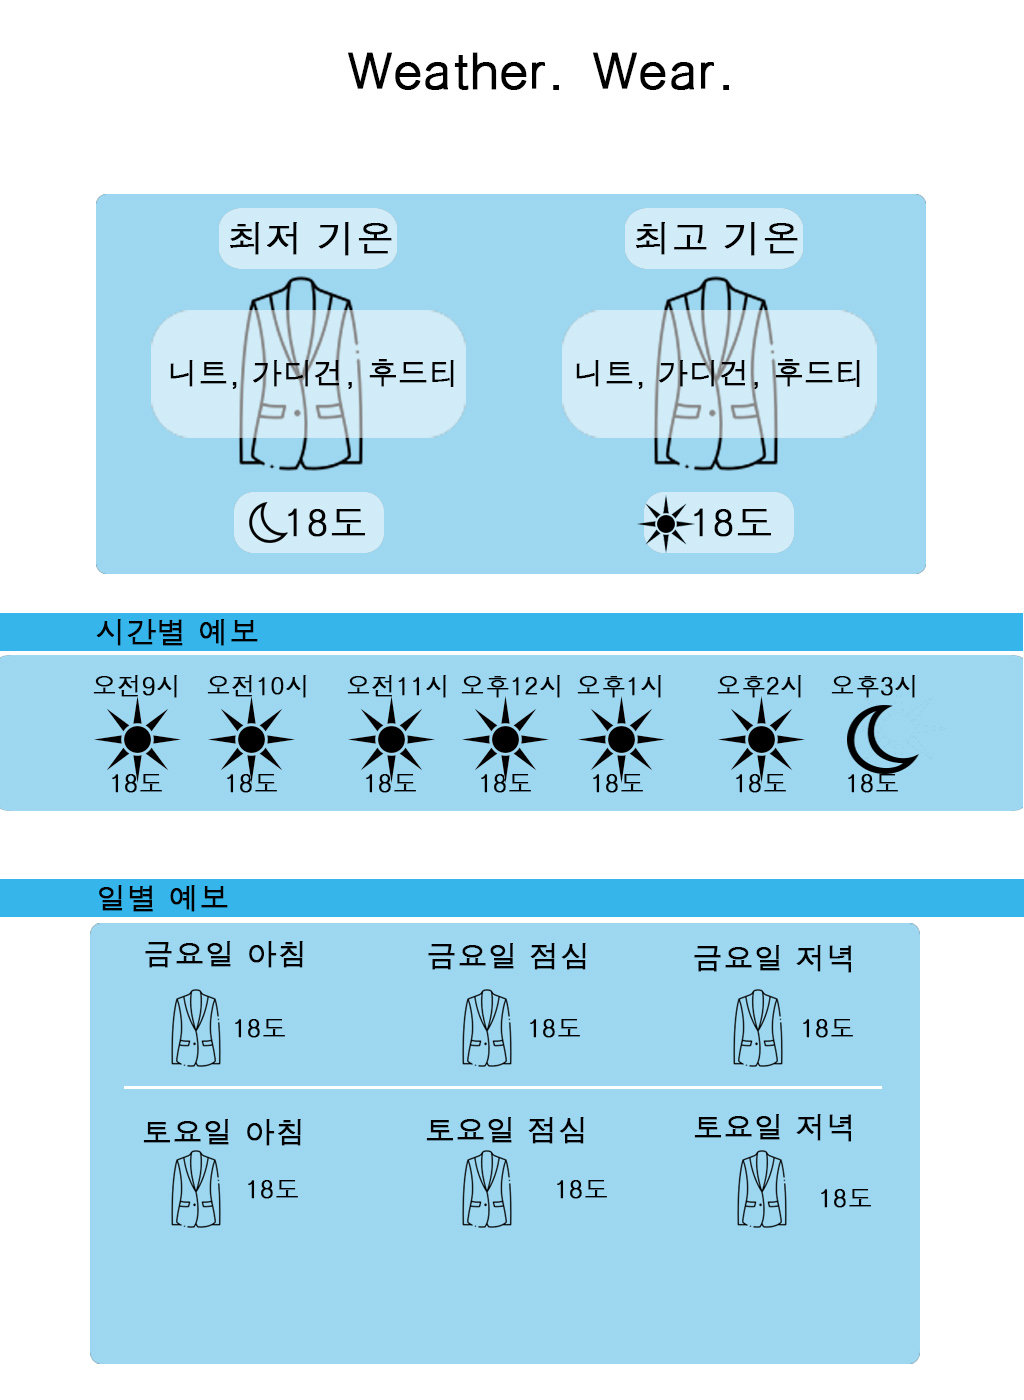 Weather. Wear.
최저 기온
최고 기온
니트, 가디건, 후드티
니트, 가디건, 후드티
18도
18도
시간별 예보
오전9시 오전10시 오전11시 오후12시 오후1시 오후2시 오후3시
18도 18도 18도 18도 18도 18도 18도
일별 예보
금요일 아침 금요일 점심 금요일 저녁
18도 18도 18도
토요일 아침 토요일 점심 토요일 저녁
18도 18도 18도